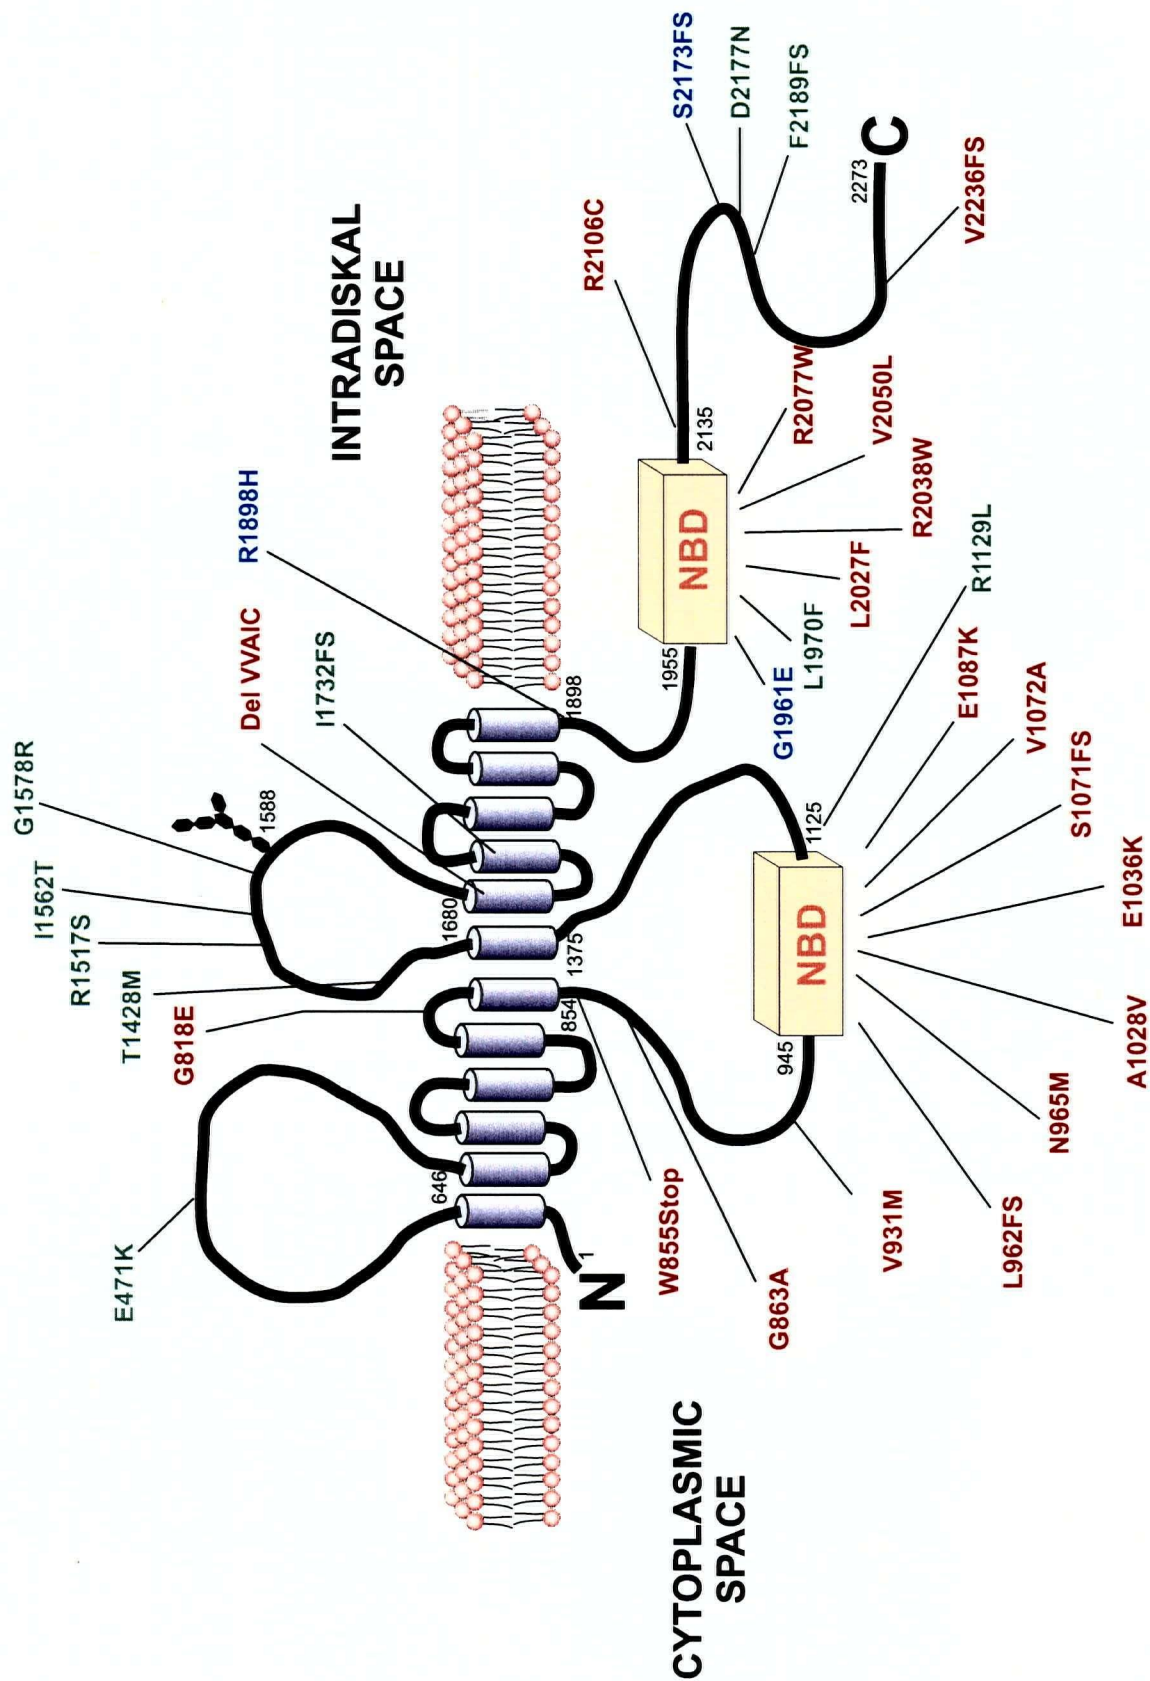 E471K
T1428M
R1517S
I1562T
G1578R
G818E
Del VVAIC
I1732FS
R1898H
INTRADISKAL
SPACE
1588
646
1680
1
N
854
1375
1898
CYTOPLASMIC
SPACE
W855Stop
G863A
V931M
945
NBD
1125
L962FS
N965M
A1028V
E1036K
S1071FS
V1072A
E1087K
R1129L
1955
NBD
2135
G1961E
L1970F
L2027F
R2038W
V2050L
R2077W
R2106C
S2173FS
D2177N
F2189FS
2273
C
V2236FS